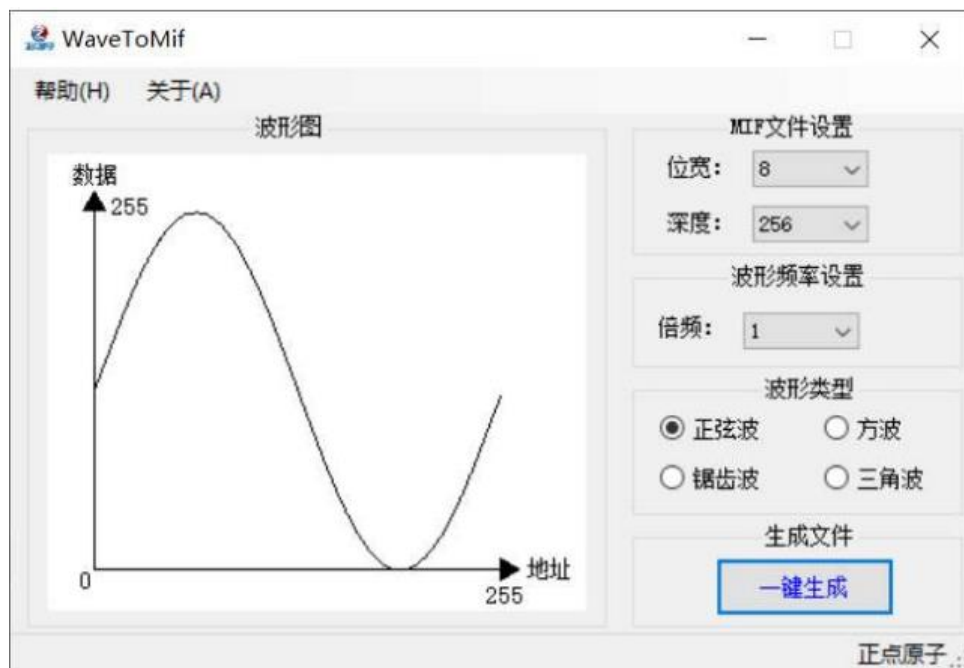 WaveToMif
帮助(H) 关于(A)
波形图
数据
255
0
地址
255
MIF文件设置
位宽: 8
深度: 256
波形频率设置
倍频: 1
波形类型
正弦波 方波
锯齿波 三角波
生成文件
一键生成
正点原子